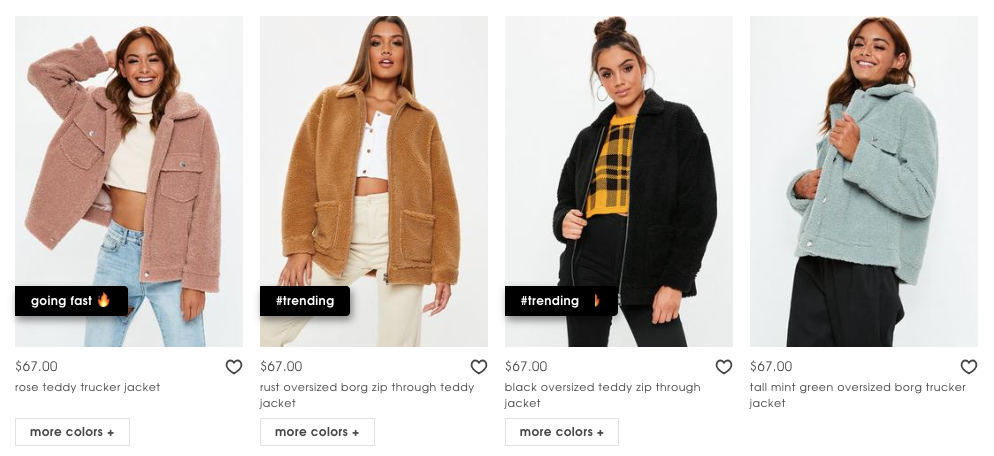 going fast 🔥
#trending
#trending
$67.00
$67.00
$67.00
$67.00
rose teddy trucker jacket
rust oversized borg zip through teddy
jacket
black oversized teddy zip through
jacket
tall mint green oversized borg trucker
jacket
more colors +
more colors +
more colors +